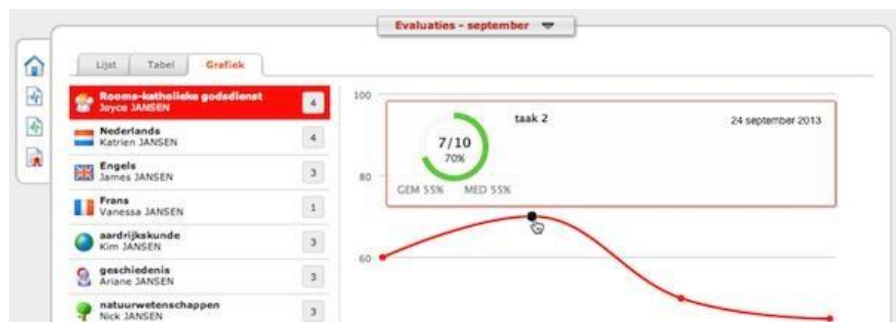 Evaluaties - september
Lijst
Tabel
Grafiek
Rooms-katholieke godsdienst
Joyce JANSEN
4
Nederlands
Katrien JANSEN
4
Engels
James JANSEN
3
Frans
Vanessa JANSEN
1
aardrijkskunde
Kim JANSEN
3
geschiedenis
Ariane JANSEN
3
natuurwetenschappen
Nick JANSEN
3
100
80
60
taak 2
24 september 2013
7/10
70%
GEM 55%
MED 55%